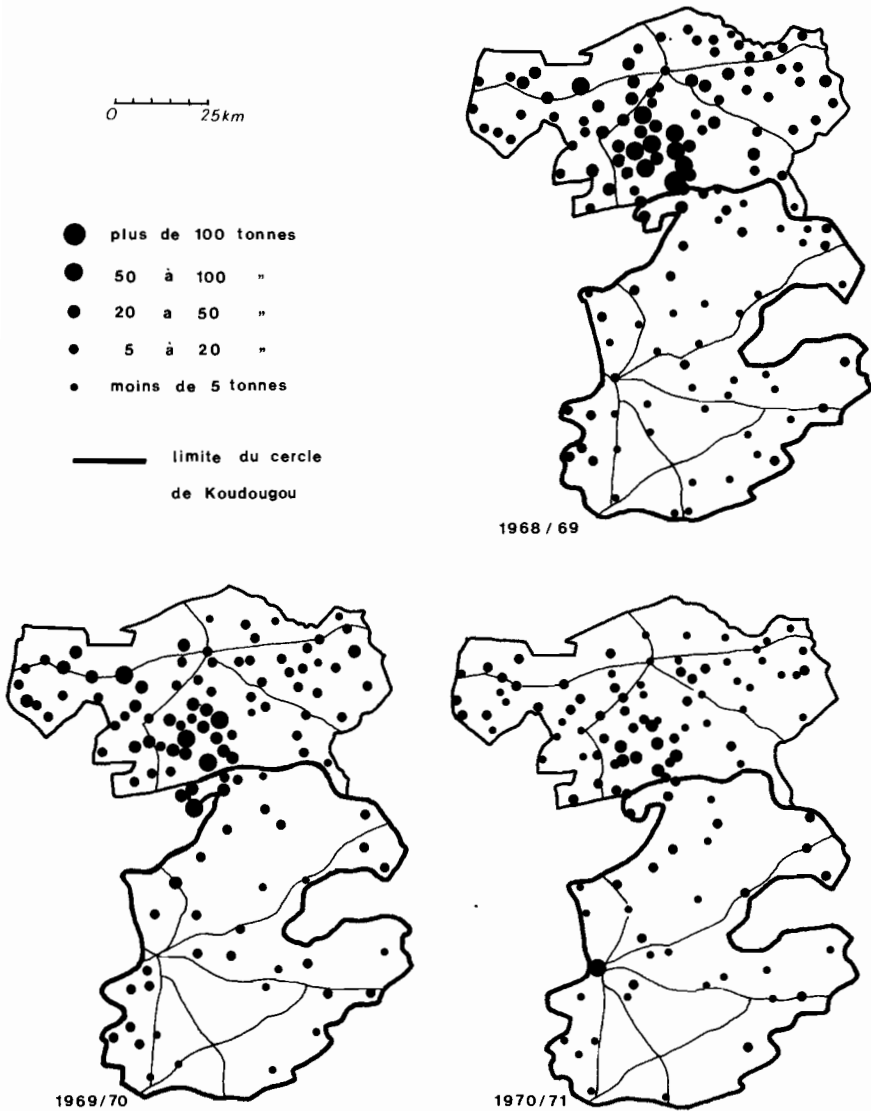 0 25km
plus de 100 tonnes
50 à 100 "
20 a 50 "
5 à 20 "
moins de 5 tonnes
limite du cercle
de Koudougou
1968/69
1969/70
1970/71